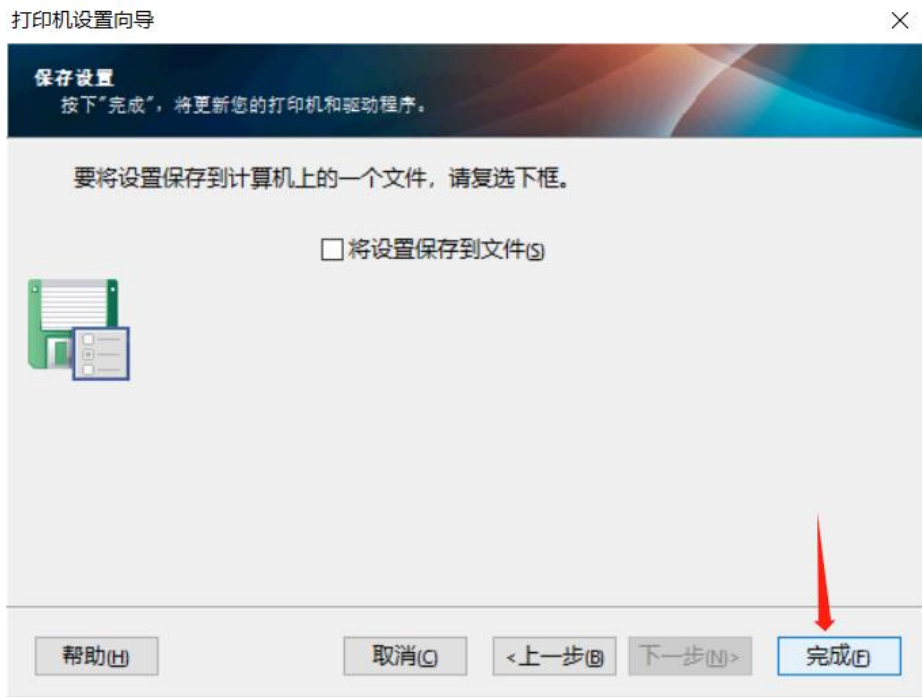 打印机设置向导
保存设置
按下"完成"，将更新您的打印机和驱动程序。
要将设置保存到计算机上的一个文件，请复选下框。
将设置保存到文件(S)
帮助(H)
取消(C)
<上一步(B)
下一步(N)>
完成(F)